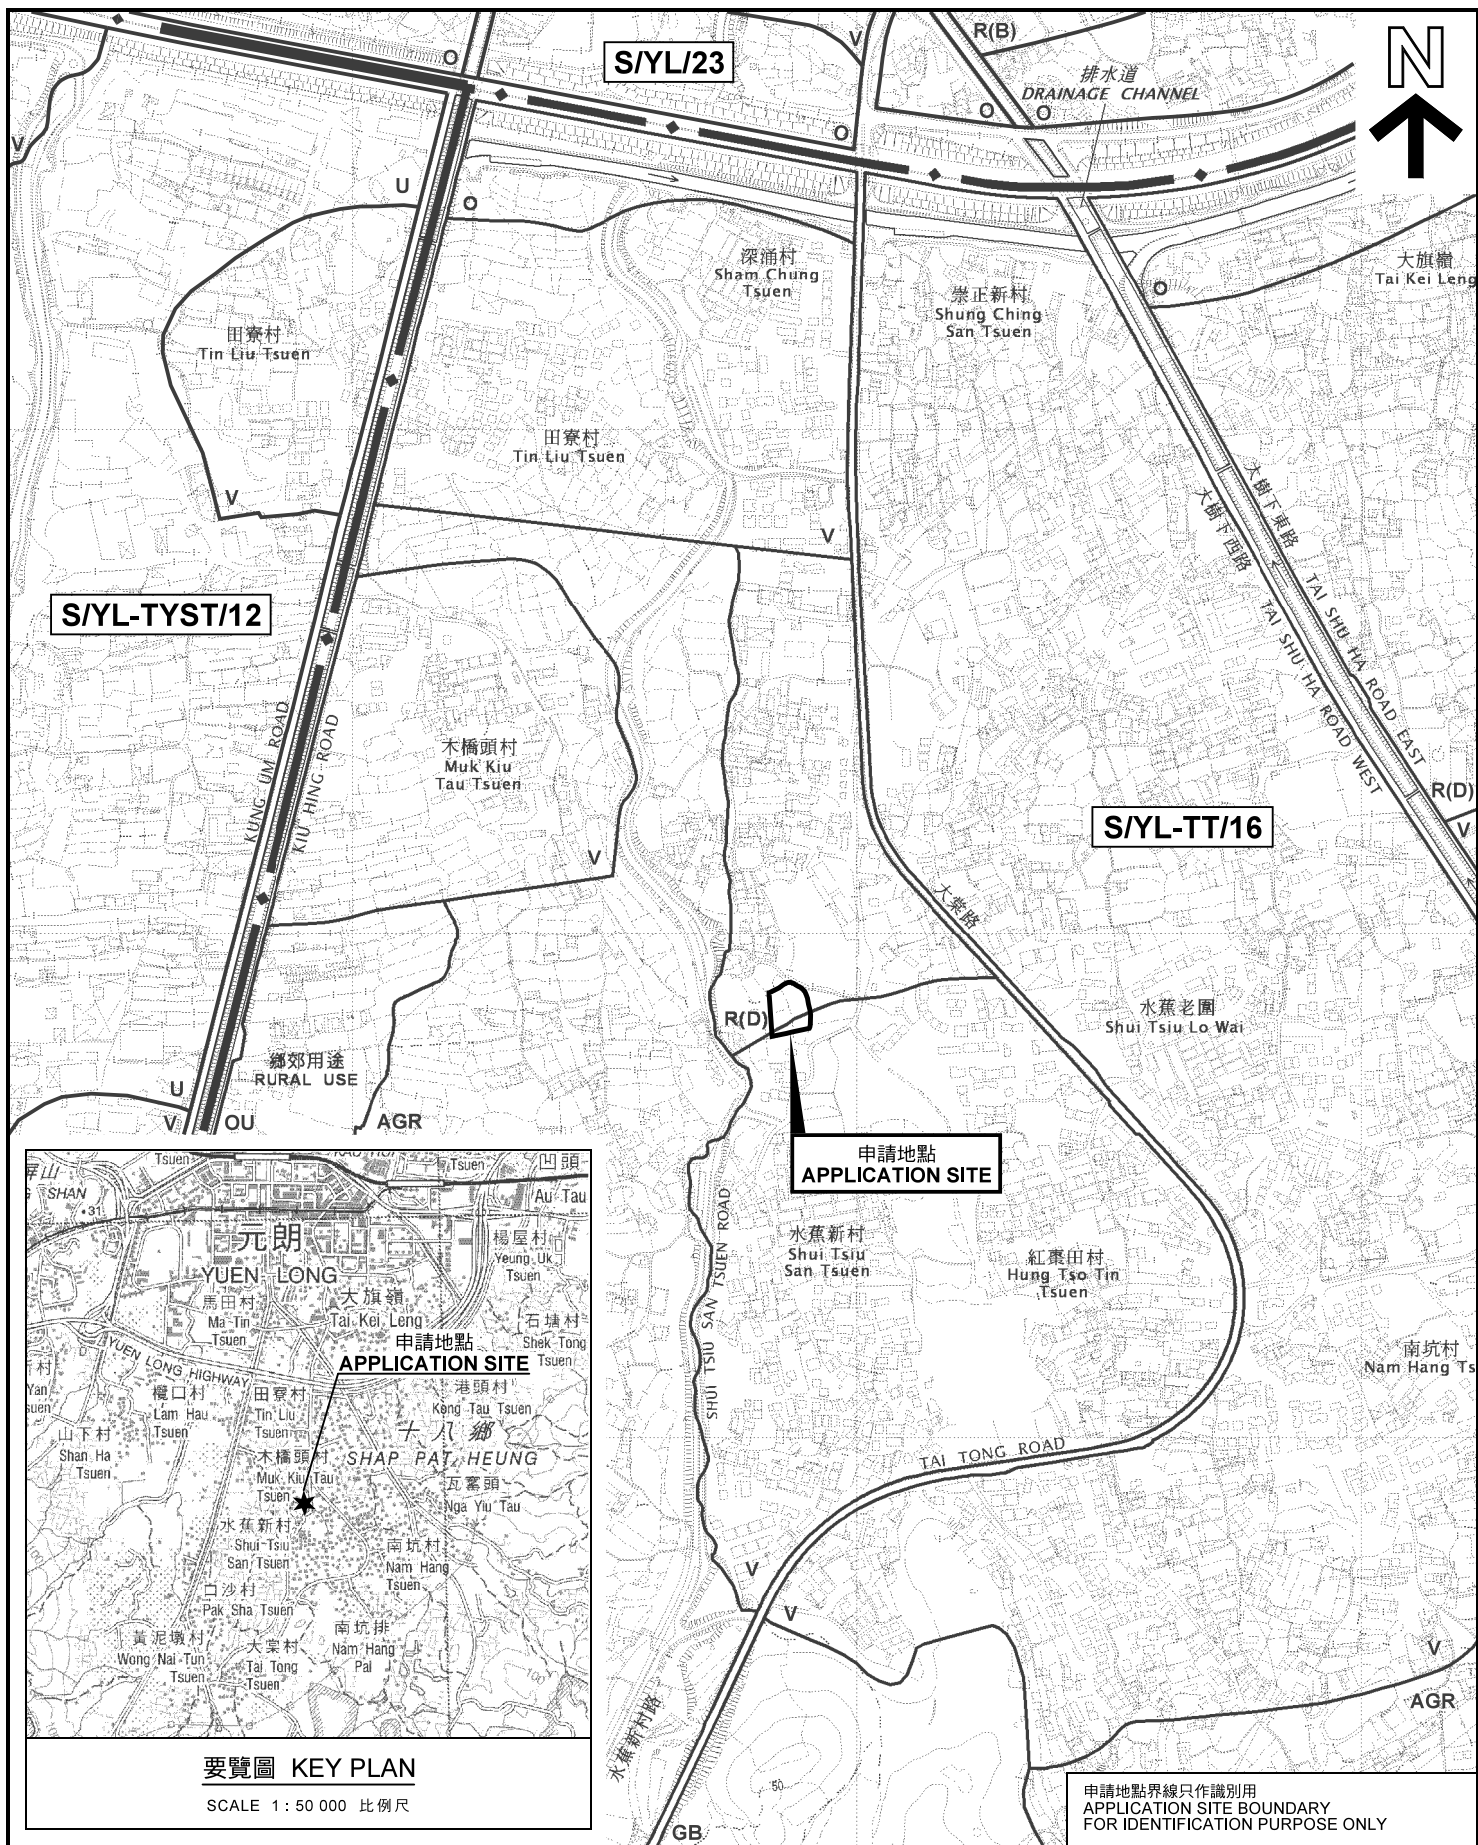 S/YL/23
R(B)
排水道
DRAINAGE CHANNEL
N
O
V
O
O
O
V
U
O
深涌村
Sham Chung
Tsuen
崇正新村
Shung Ching
San Tsuen
大旗嶺
Tai Kei Leng
O
田寮村
Tin Liu Tsuen
田寮村
Tin Liu Tsuen
V
V
大樹下東路
TAI SHU HA ROAD EAST
大樹下西路
TAI SHU HA ROAD WEST
S/YL-TYST/12
KUNG UM ROAD
KIU HING ROAD
木橋頭村
Muk Kiu
Tau Tsuen
V
S/YL-TT/16
R(D)
V
大棠路
R(D)
水蕉老圍
Shui Tsiu Lo Wai
鄉郊用途
RURAL USE
U
V
OU
AGR
申請地點
APPLICATION SITE
SHUI TSIU SAN TSUEN ROAD
水蕉新村
Shui Tsiu
San Tsuen
紅棗田村
Hung Tso Tin
Tsuen
南坑村
Nam Hang Ts
TAI TONG ROAD
V
V
V
AGR
水蕉新村路
50
GB
屏山
SHAN
31
Tsuen
Tsuen
凹頭
Au Tau
元朗
YUEN LONG
楊屋村
Yeung Uk
Tsuen
馬田村
Ma Tin
Tsuen
大旗嶺
Tai Kei Leng
石塘村
Shek Tong
Tsuen
申請地點
APPLICATION SITE
YUEN LONG HIGHWAY
村
Yan
suen
欖口村
Lam Hau
Tsuen
田寮村
Tin Liu
Tsuen
港頭村
Kong Tau Tsuen
十八鄉
SHAP PAT HEUNG
山下村
Shan Ha
Tsuen
木橋頭村
Muk Kiu Tau
Tsuen
瓦窰頭
Nga Yiu Tau
水蕉新村
Shui Tsiu
San Tsuen
南坑村
Nam Hang
Tsuen
白沙村
Pak Sha Tsuen
黃泥墩村
Wong Nai Tun
Tsuen
大棠村
Tai Tong
Tsuen
南坑排
Nam Hang
Pai
100
要覽圖 KEY PLAN
SCALE 1 : 50 000 比例尺
申請地點界線只作識別用
APPLICATION SITE BOUNDARY
FOR IDENTIFICATION PURPOSE ONLY